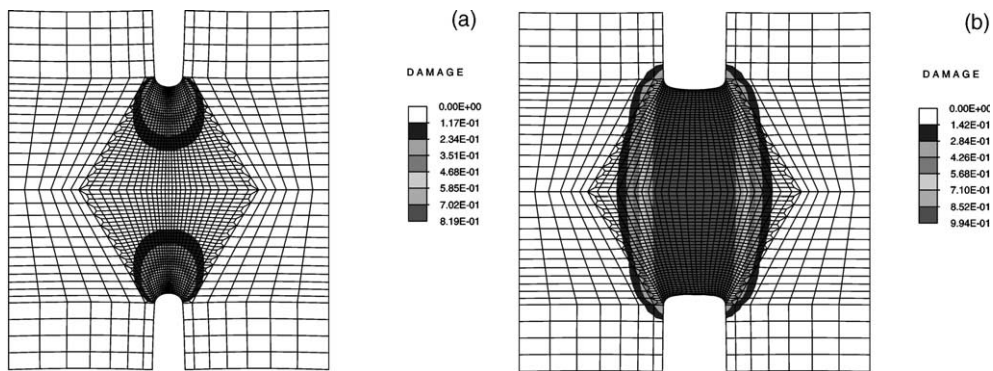 (a)
DAMAGE
0.00E+00
1.17E-01
2.34E-01
3.51E-01
4.68E-01
5.85E-01
7.02E-01
8.19E-01
(b)
DAMAGE
0.00E+00
1.42E-01
2.84E-01
4.26E-01
5.68E-01
7.10E-01
8.52E-01
9.94E-01